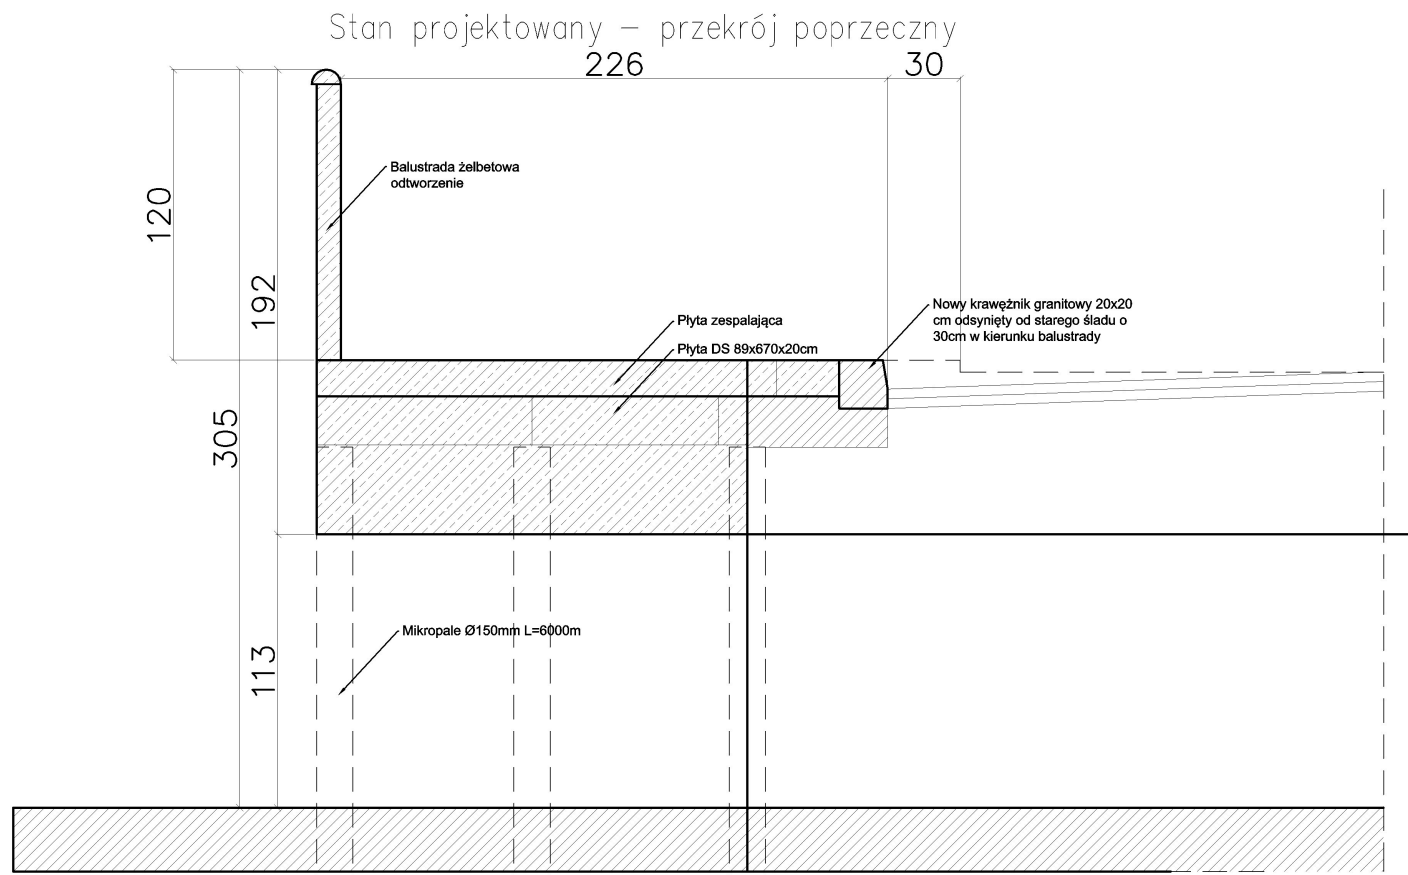 Stan projektowany – przekrój poprzeczny
226
30
120
192
305
113
Balustrada żelbetowa
odtworzenie
Płyta zespalająca
Płyta DS 89x670x20cm
Nowy krawężnik granitowy 20x20
cm odsynięty od starego śladu o
30cm w kierunku balustrady
Mikropale Ø150mm L=6000m